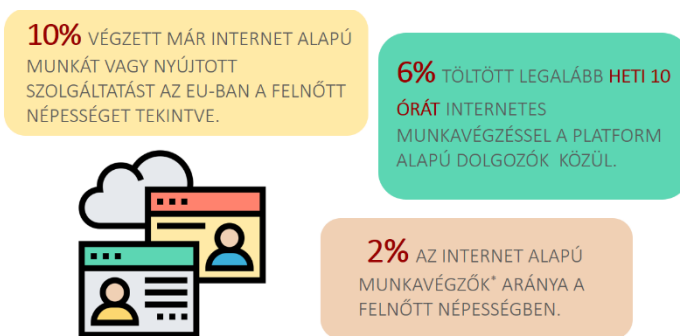 10% VÉGZETT MÁR INTERNET ALAPÚ
MUNKÁT VAGY NYÚJTOTT
SZOLGÁLTATÁST AZ EU-BAN A FELNŐTT
NÉPESSÉGET TEKINTVE.
6% TÖLTÖTT LEGALÁBB HETI 10
ÓRÁT INTERNETES
MUNKAVÉGZÉSSEL A PLATFORM
ALAPÚ DOLGOZÓK KÖZÜL.
2% AZ INTERNET ALAPÚ
MUNKAVÉGZŐK* ARÁNYA A
FELNŐTT NÉPESSÉGBEN.